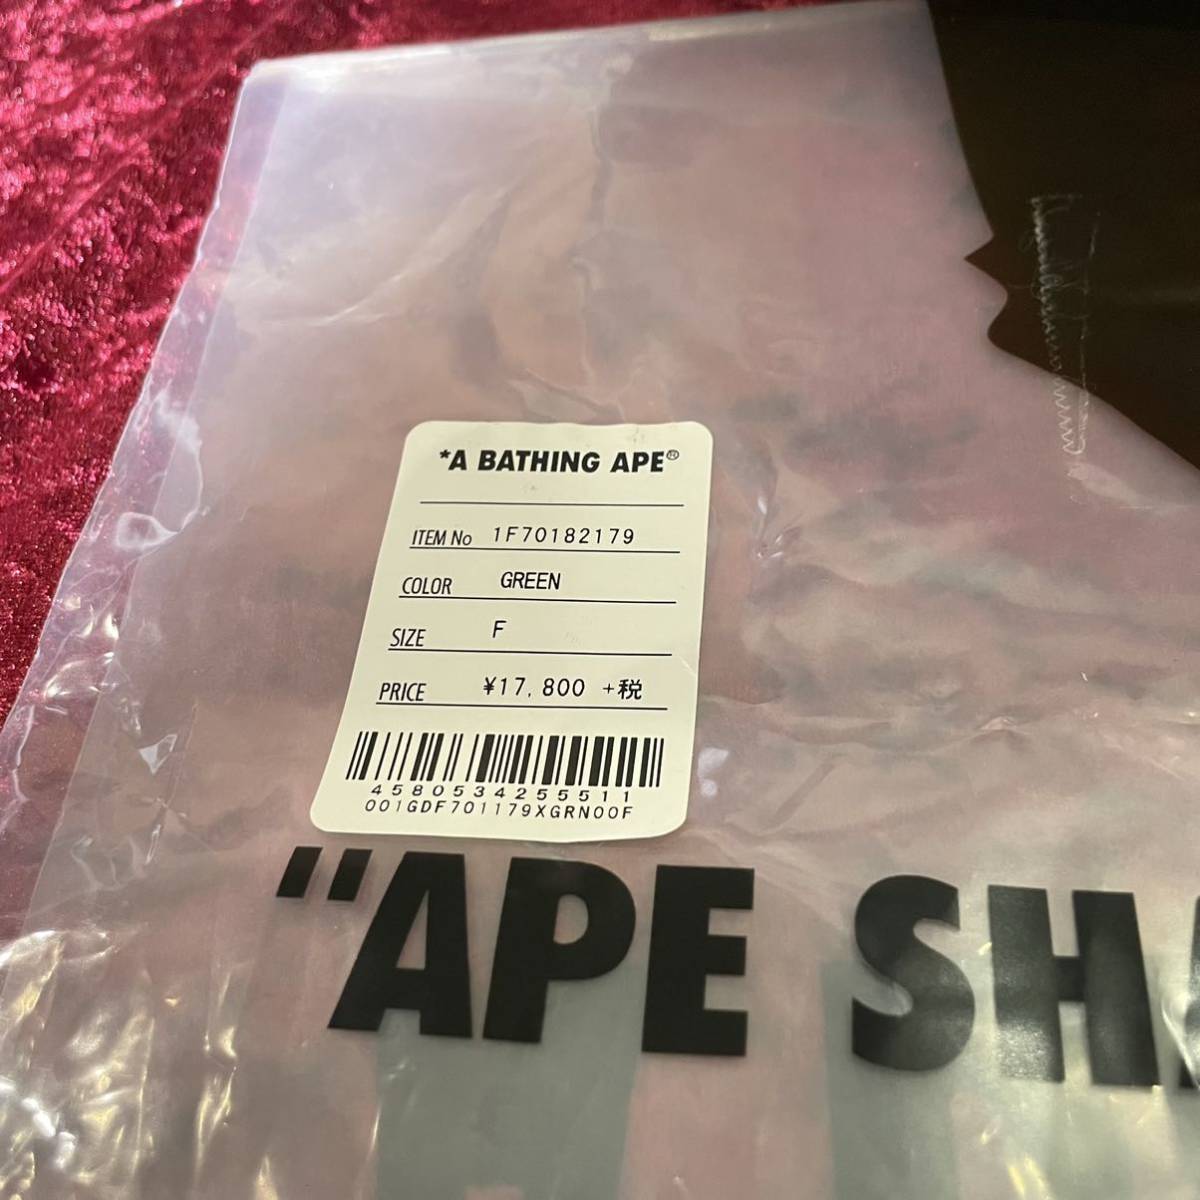 *A BATHING APE®
ITEM No 1F70182179
COLOR GREEN
SIZE F
PRICE ¥17,800 +税
4580534255511
001GDF701179XGRN00F
"APE SH